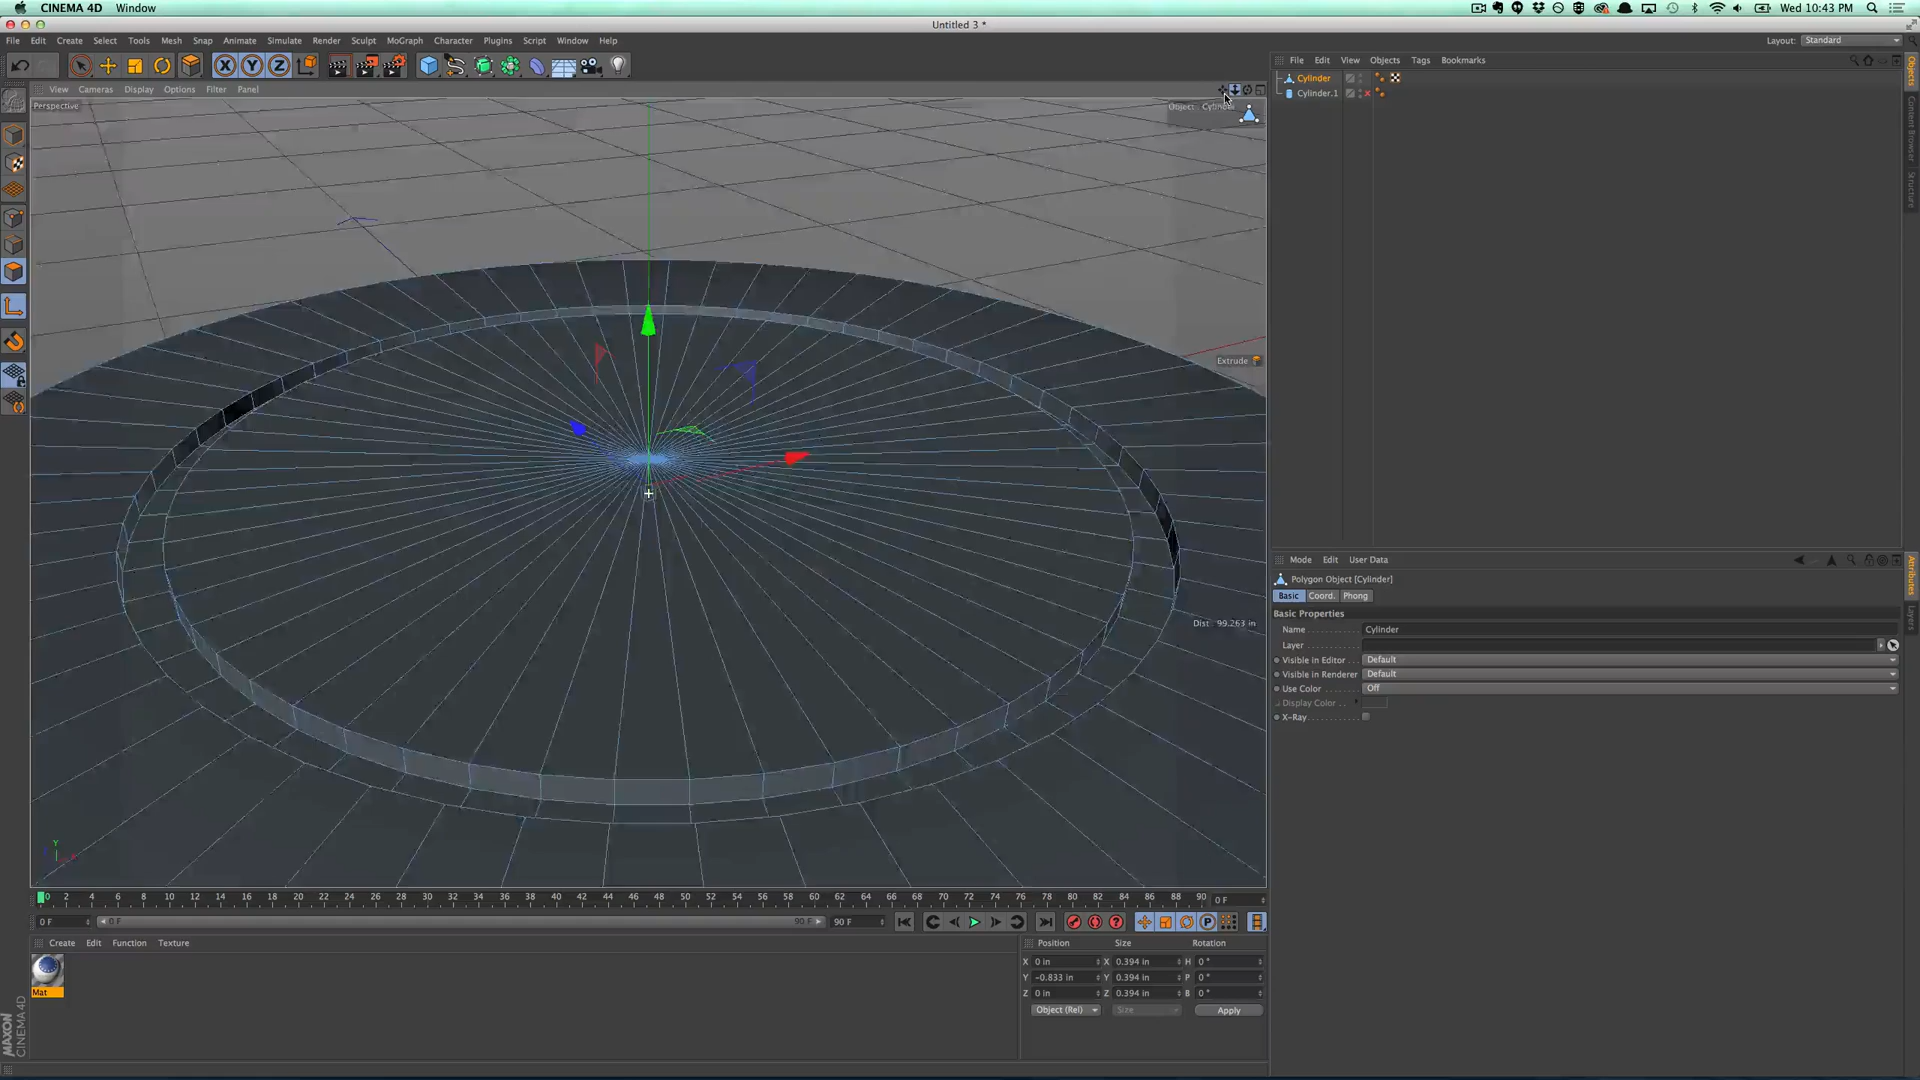 CINEMA 4D Window Wed 10:43 PM
Untitled 3 *
File Edit Create Select Tools Mesh Snap Animate Simulate Render Sculpt MoGraph Character Plugins Script Window Help Layout: Standard
X Y Z
File Edit View Objects Tags Bookmarks
View Cameras Display Options Filter Panel
Perspective
Object: Cylinder
Cylinder
Cylinder.1
Objects
Content Browser
Structure
Extrude
Dist : 99.263 in
Y
Mode Edit User Data
Polygon Object [Cylinder]
Basic Coord. Phong
Basic Properties
Name Cylinder
Layer
Visible in Editor Default
Visible in Renderer Default
Use Color Off
Display Color
X-Ray
Attributes
Layers
0 2 4 6 8 10 12 14 16 18 20 22 24 26 28 30 32 34 36 38 40 42 44 46 48 50 52 54 56 58 60 62 64 66 68 70 72 74 76 78 80 82 84 86 88 90 0 F
0 F 0 F 90 F 90 F
Create Edit Function Texture
Mat
Position Size Rotation
X 0 in X 0.394 in H 0 °
Y -0.833 in Y 0.394 in P 0 °
Z 0 in Z 0.394 in B 0 °
Object (Rel) Size Apply
MAXON
CINEMA 4D